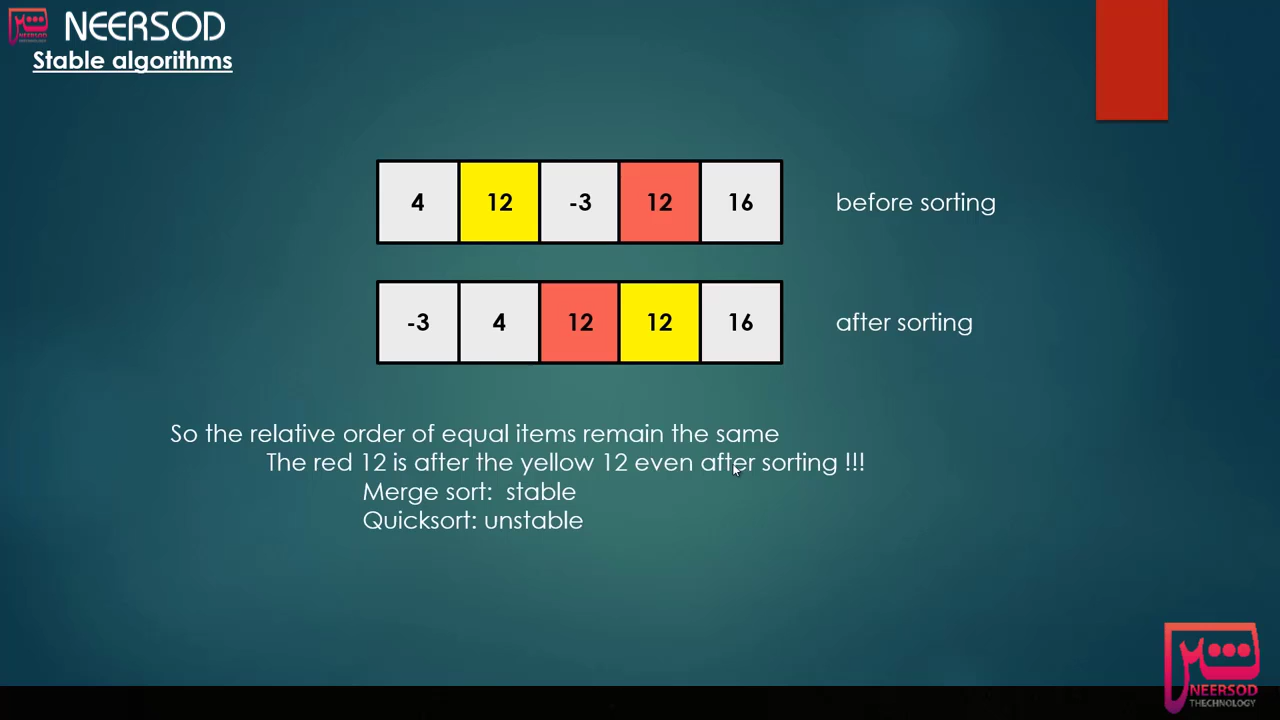 NEERSOD
Stable algorithms
4 12 -3 12 16 before sorting
-3 4 12 12 16 after sorting
So the relative order of equal items remain the same
The red 12 is after the yellow 12 even after sorting !!!
Merge sort: stable
Quicksort: unstable
NEERSOD
THECHNOLOGY